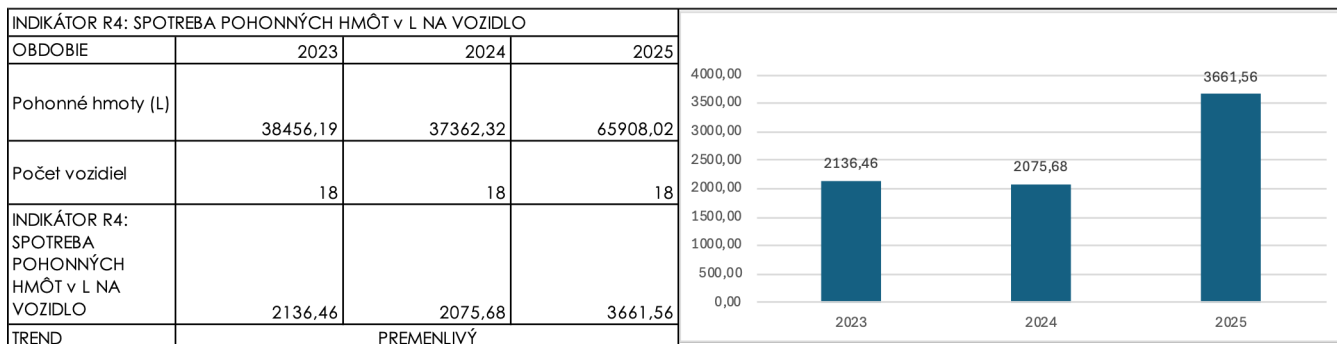 INDIKÁTOR R4: SPOTREBA POHONNÝCH HMÔT v L NA VOZIDLO
OBDOBIE 2023 2024 2025
Pohonné hmoty (L) 38456,19 37362,32 65908,02
Počet vozidiel 18 18 18
INDIKÁTOR R4:
SPOTREBA
POHONNÝCH
HMÔT v L NA
VOZIDLO 2136,46 2075,68 3661,56
TREND PREMENLIVÝ
4000,00
3500,00
3000,00
2500,00
2000,00
1500,00
1000,00
500,00
0,00
2136,46
2075,68
3661,56
2023 2024 2025